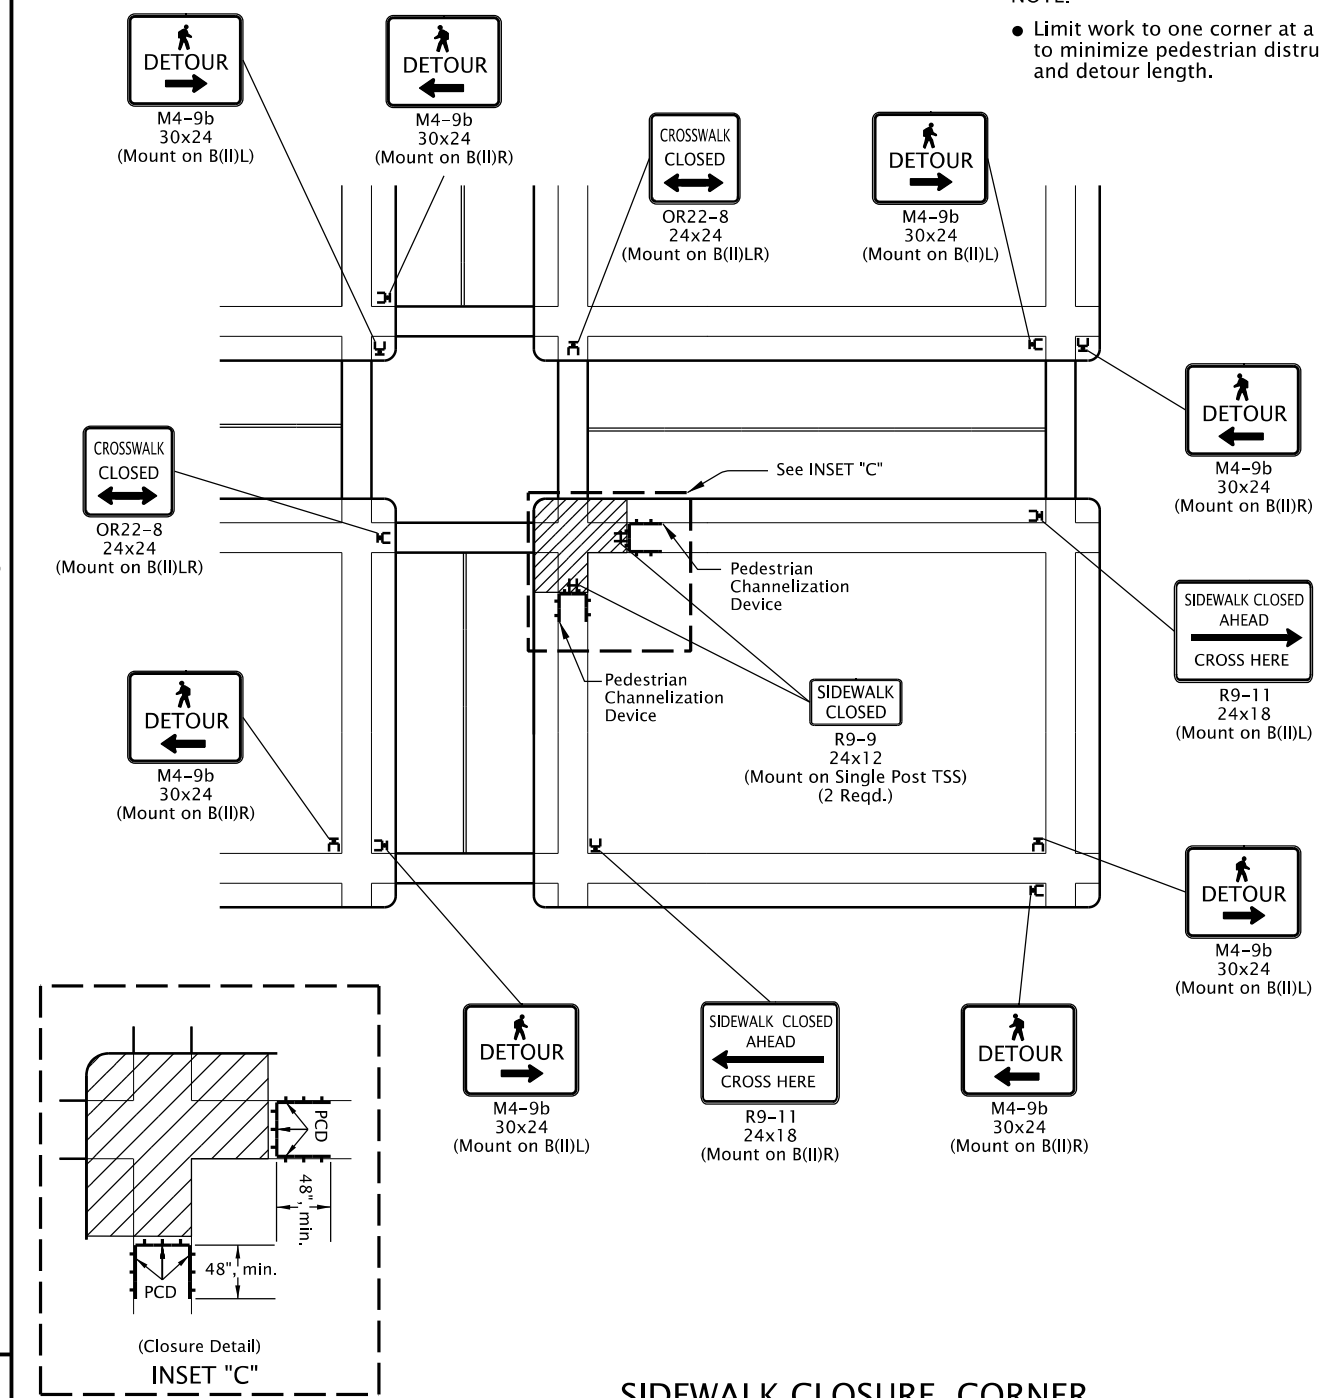 NOTE:
● Limit work to one corner at a
to minimize pedestrian distru
and detour length.
DETOUR
M4-9b
30x24
(Mount on B(II)L)
DETOUR
M4-9b
30x24
(Mount on B(II)R)
CROSSWALK
CLOSED
OR22-8
24x24
(Mount on B(II)LR)
DETOUR
M4-9b
30x24
(Mount on B(II)L)
DETOUR
M4-9b
30x24
(Mount on B(II)R)
CROSSWALK
CLOSED
OR22-8
24x24
(Mount on B(II)LR)
See INSET "C"
Pedestrian
Channelization
Device
Pedestrian
Channelization
Device
SIDEWALK CLOSED
AHEAD
CROSS HERE
R9-11
24x18
(Mount on B(II)L)
DETOUR
M4-9b
30x24
(Mount on B(II)R)
SIDEWALK
CLOSED
R9-9
24x12
(Mount on Single Post TSS)
(2 Reqd.)
DETOUR
M4-9b
30x24
(Mount on B(II)L)
DETOUR
M4-9b
30x24
(Mount on B(II)L)
SIDEWALK CLOSED
AHEAD
CROSS HERE
R9-11
24x18
(Mount on B(II)R)
DETOUR
M4-9b
30x24
(Mount on B(II)R)
PCD
48", min.
48", min.
PCD
(Closure Detail)
INSET "C"
SIDEWALK CLOSURE, CORNER